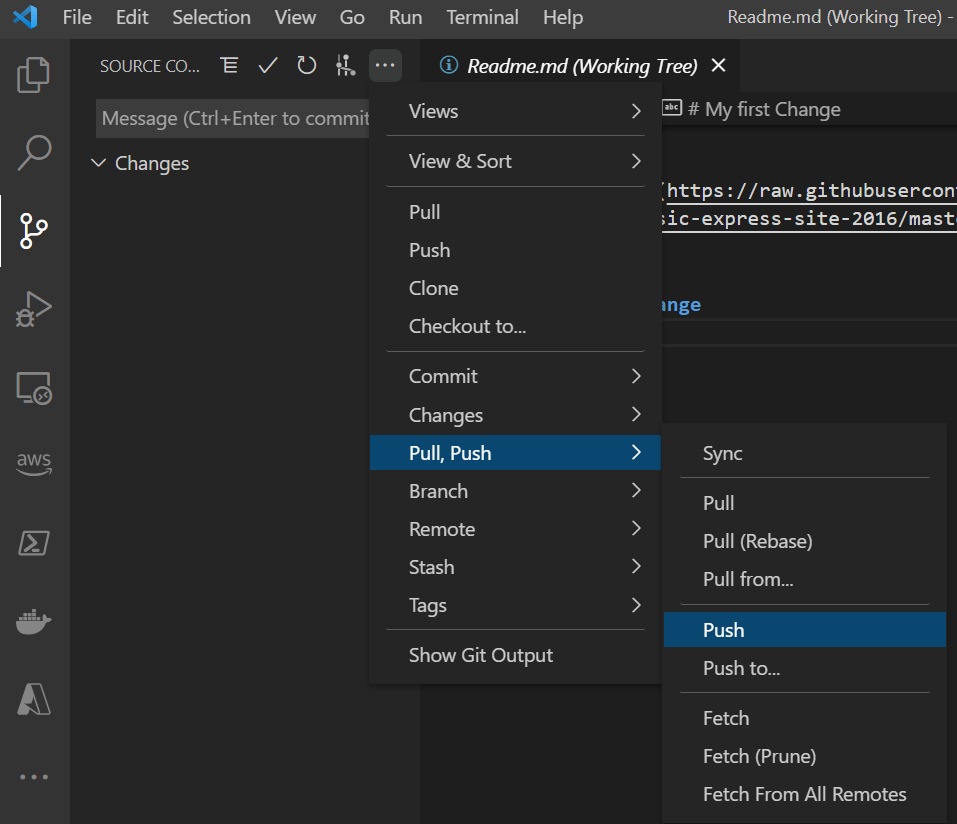 File Edit Selection View Go Run Terminal Help Readme.md (Working Tree) -
SOURCE CO... ... Readme.md (Working Tree)
Message (Ctrl+Enter to commit
Changes
abc # My first Change
(https://raw.githubusercont
sic-express-site-2016/maste
ange
aws
Views
View & Sort
Pull
Push
Clone
Checkout to...
Commit
Changes
Pull, Push
Branch
Remote
Stash
Tags
Show Git Output
Sync
Pull
Pull (Rebase)
Pull from...
Push
Push to...
Fetch
Fetch (Prune)
Fetch From All Remotes